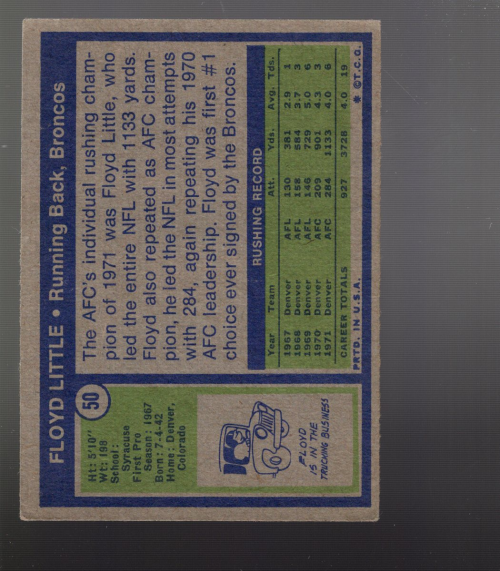 FLOYD LITTLE • Running Back, Broncos
50
Ht: 5'10"
Wt: 198
School:
Syracuse
First Pro
Season: 1967
Born: 7-4-42
Home: Denver,
Colorado
FLOYD
IS IN THE
TRUCKING BUSINESS
The AFC's individual rushing cham-
pion of 1971 was Floyd Little, who
led the entire NFL with 1133 yards.
Floyd also repeated as AFC cham-
pion, he led the NFL in most attempts
with 284, again repeating his 1970
AFC leadership. Floyd was first #1
choice ever signed by the Broncos.
RUSHING RECORD
Year Team Att. Yds. Avg. Tds.
1967 Denver AFL 130 381 2.9 1
1968 Denver AFL 158 584 3.7 3
1969 Denver AFL 146 729 5.0 6
1970 Denver AFC 209 901 4.3 3
1971 Denver AFC 284 1133 4.0 6
CAREER TOTALS 927 3728 4.0 19
PRTD. IN U.S.A. * © T.C.G.